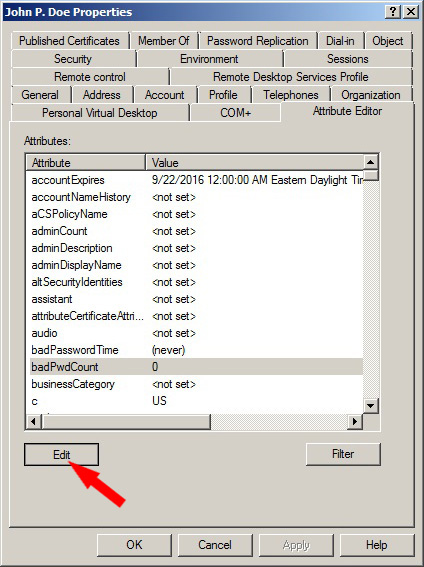 John P. Doe Properties
Published Certificates Member Of Password Replication Dial-in Object
Security Environment Sessions
Remote control Remote Desktop Services Profile
General Address Account Profile Telephones Organization
Personal Virtual Desktop COM+ Attribute Editor
Attributes:
Attribute Value
accountExpires 9/22/2016 12:00:00 AM Eastern Daylight Tim
accountNameHistory <not set>
aCSPolicyName <not set>
adminCount <not set>
adminDescription <not set>
adminDisplayName <not set>
altSecurityIdentities <not set>
assistant <not set>
attributeCertificateAttri... <not set>
audio <not set>
badPasswordTime (never)
badPwdCount 0
businessCategory <not set>
c US
Edit Filter
OK Cancel Apply Help